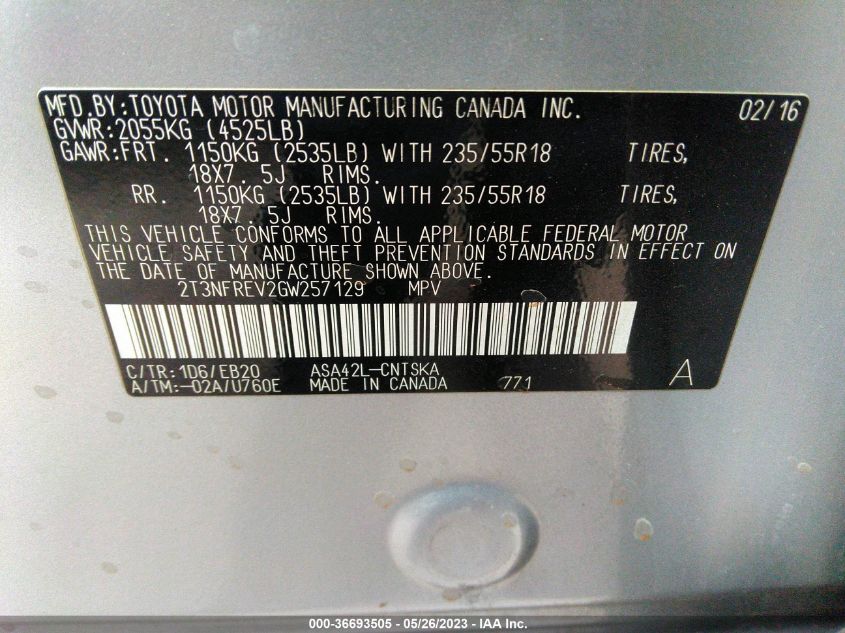 MFD.BY:TOYOTA MOTOR MANUFACTURING CANADA INC. 02/16
GVWR:2055KG (4525LB)
GAWR:FRT. 1150KG (2535LB) WITH 235/55R18 TIRES,
18X7. 5J RIMS.
RR. 1150KG (2535LB) WITH 235/55R18 TIRES,
18X7. 5J RIMS.
THIS VEHICLE CONFORMS TO ALL APPLICABLE FEDERAL MOTOR
VEHICLE SAFETY AND THEFT PREVENTION STANDARDS IN EFFECT ON
THE DATE OF MANUFACTURE SHOWN ABOVE.
2T3NFREV2GW257129 MPV
C/TR:1D6/EB20 ASA42L-CNTSKA
A/TM:-02A/U760E MADE IN CANADA 771 A
000-36693505 - 05/26/2023 - IAA Inc.